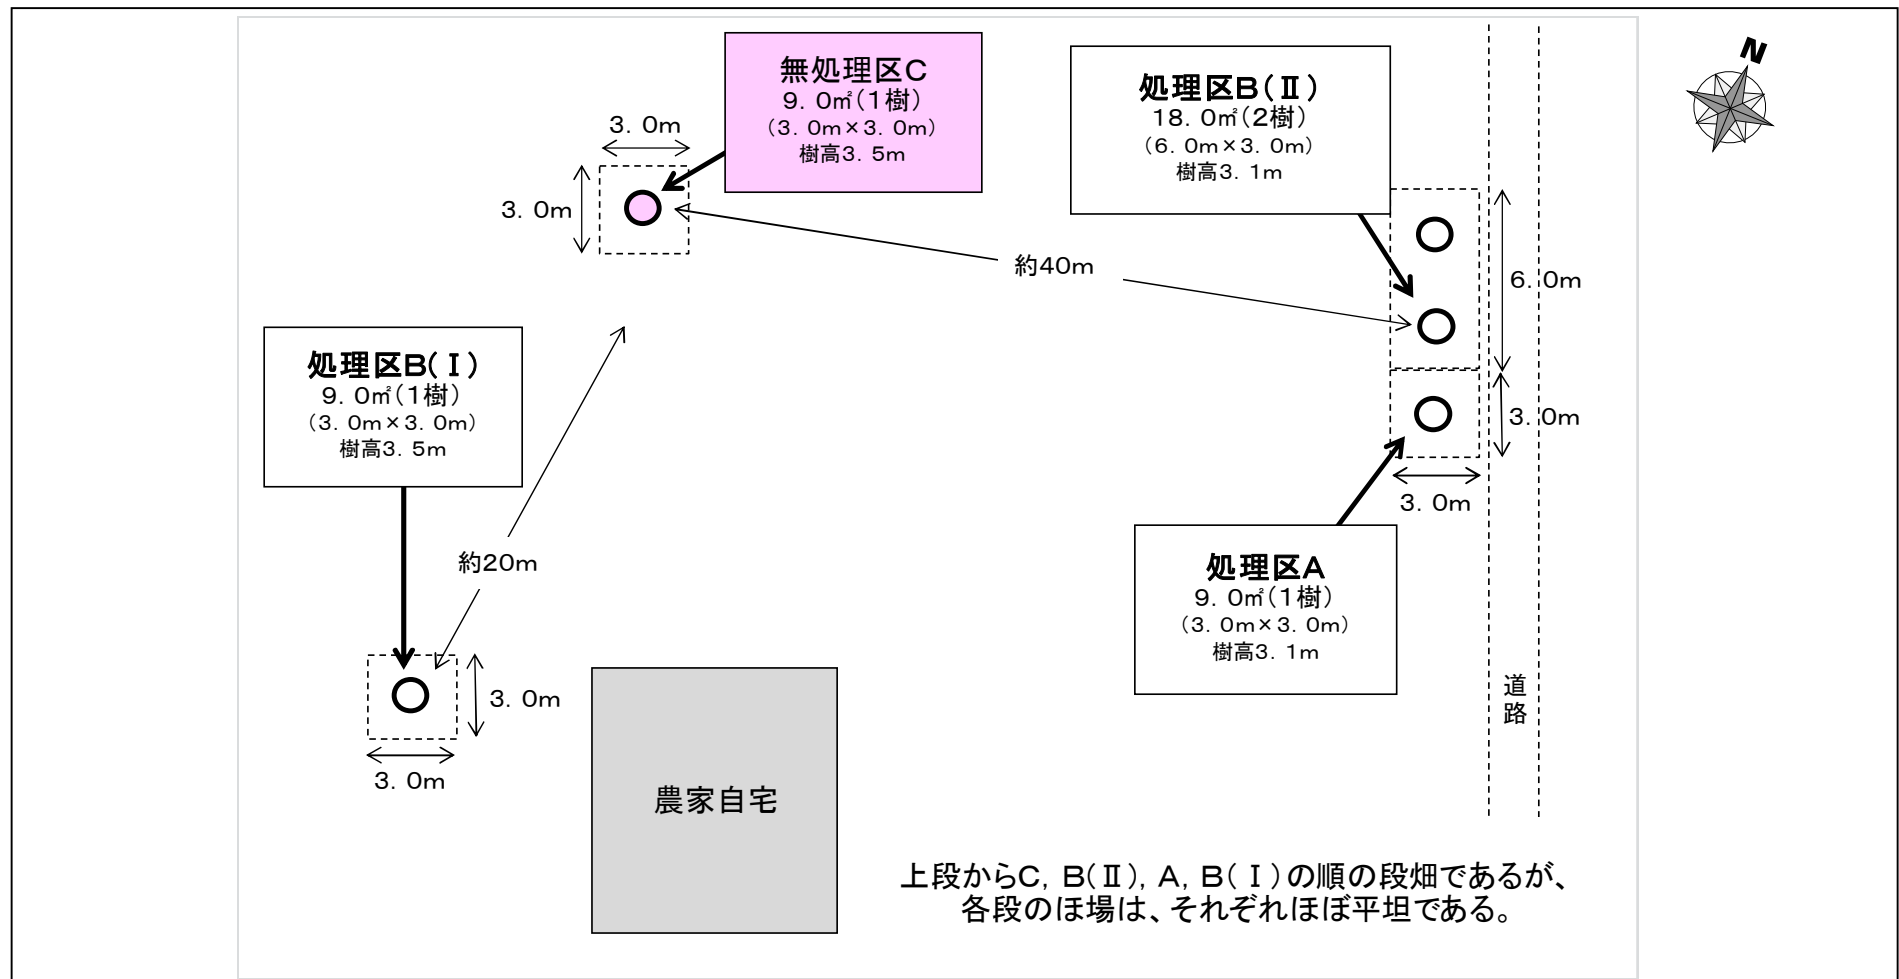 N
無処理区C
9．0㎡（1樹）
（3．0m×3．0m）
樹高3．5m
処理区B（Ⅱ）
18．0㎡（2樹）
（6．0m×3．0m）
樹高3．1m
3．0m
3．0m
約40m
6．0m
3．0m
3．0m
処理区B（Ⅰ）
9．0㎡（1樹）
（3．0m×3．0m）
樹高3．5m
約20m
処理区A
9．0㎡（1樹）
（3．0m×3．0m）
樹高3．1m
3．0m
3．0m
道
路
農家自宅
上段からC，B（Ⅱ），A，B（Ⅰ）の順の段畑であるが、
各段のほ場は、それぞれほぼ平坦である。